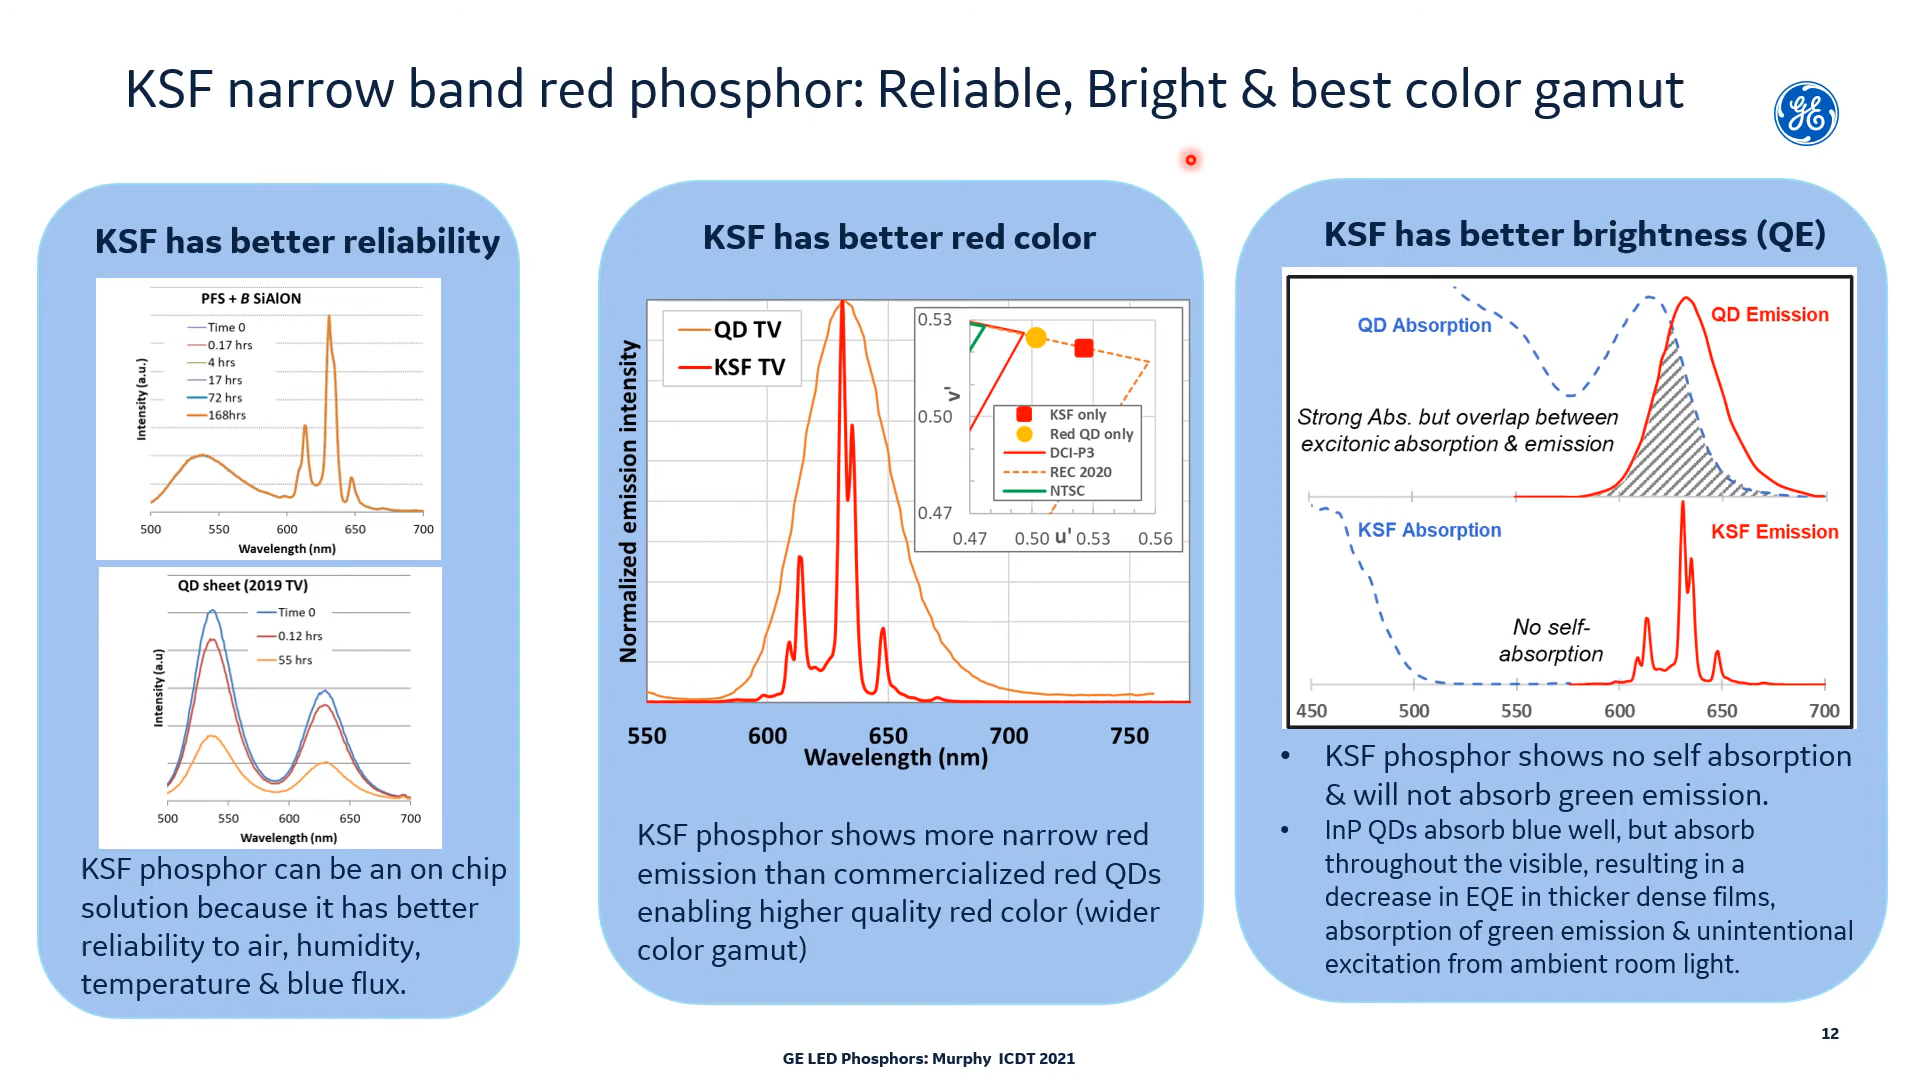 KSF narrow band red phosphor: Reliable, Bright & best color gamut
GE
KSF has better reliability
PFS + B SiAlON
Time 0
0.17 hrs
4 hrs
17 hrs
72 hrs
168hrs
Intensity (a.u.)
500 550 600 650 700
Wavelength (nm)
QD sheet (2019 TV)
Time 0
0.12 hrs
55 hrs
Intensity (a.u)
500 550 600 650 700
Wavelength (nm)
KSF phosphor can be an on chip
solution because it has better
reliability to air, humidity,
temperature & blue flux.
KSF has better red color
QD TV
KSF TV
Normalized emission intensity
0.53
0.50
0.47
v'
KSF only
Red QD only
DCI-P3
REC 2020
NTSC
0.47 0.50 u' 0.53 0.56
550 600 650 700 750
Wavelength (nm)
KSF phosphor shows more narrow red
emission than commercialized red QDs
enabling higher quality red color (wider
color gamut)
KSF has better brightness (QE)
QD Absorption
QD Emission
Strong Abs. but overlap between
excitonic absorption & emission
KSF Absorption
KSF Emission
No self-
absorption
450 500 550 600 650 700
• KSF phosphor shows no self absorption
& will not absorb green emission.
• InP QDs absorb blue well, but absorb
throughout the visible, resulting in a
decrease in EQE in thicker dense films,
absorption of green emission & unintentional
excitation from ambient room light.
12
GE LED Phosphors: Murphy ICDT 2021